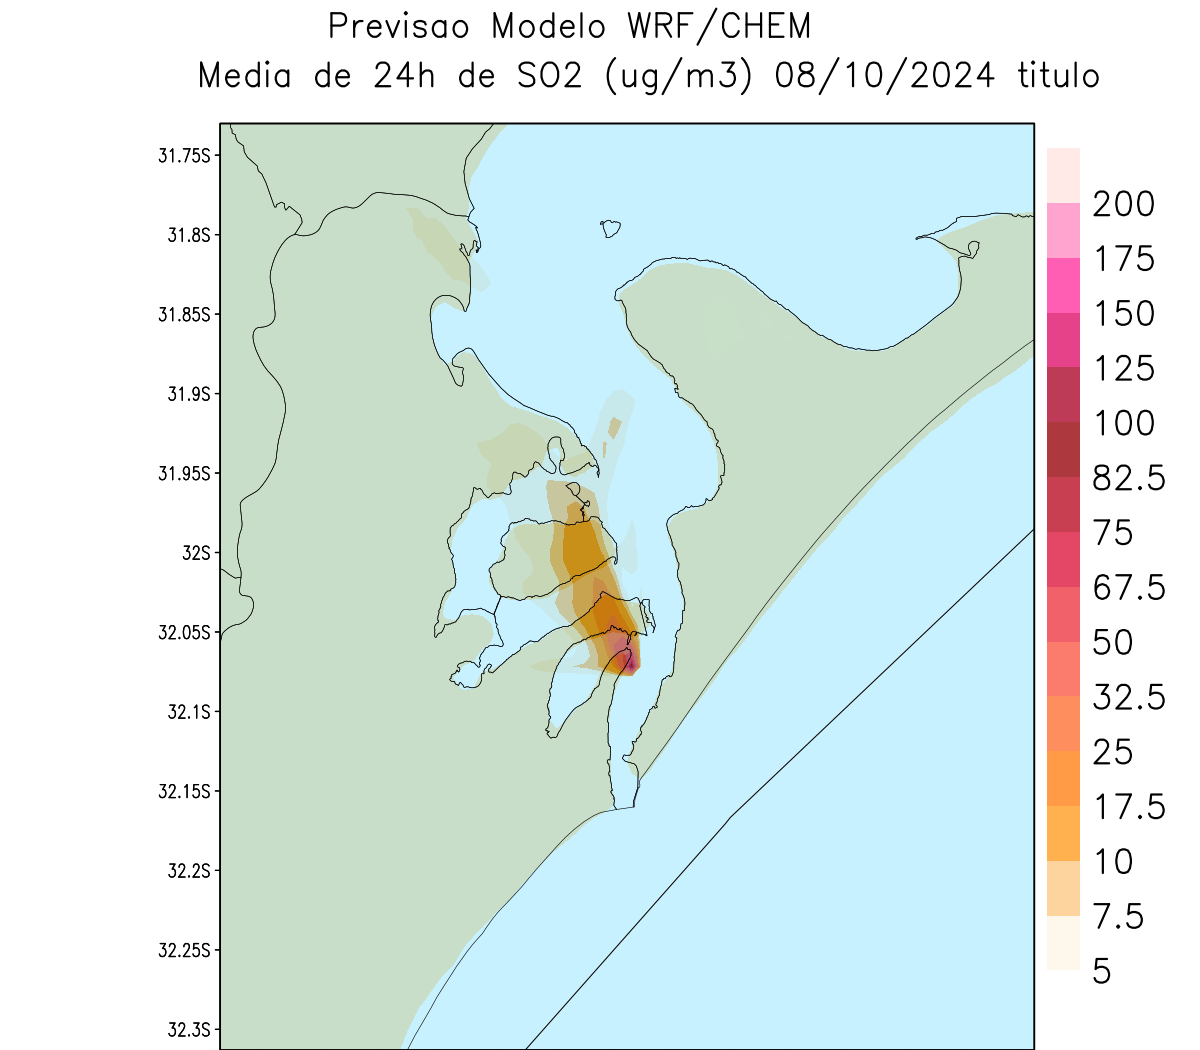 Previsao Modelo WRF/CHEM
Media de 24h de SO2 (ug/m3) 08/10/2024 titulo
31.75S
31.8S
31.85S
31.9S
31.95S
32S
32.05S
32.1S
32.15S
32.2S
32.25S
32.3S
200
175
150
125
100
82.5
75
67.5
50
32.5
25
17.5
10
7.5
5